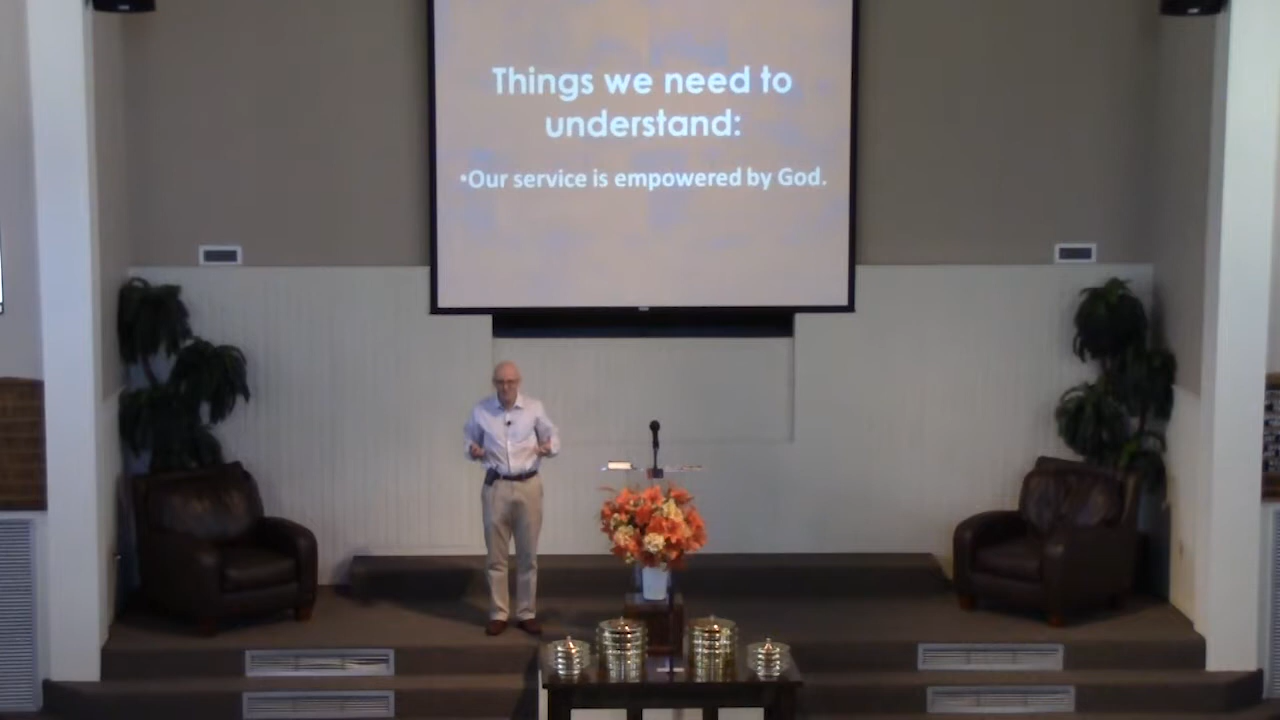 Things we need to
understand:
•Our service is empowered by God.